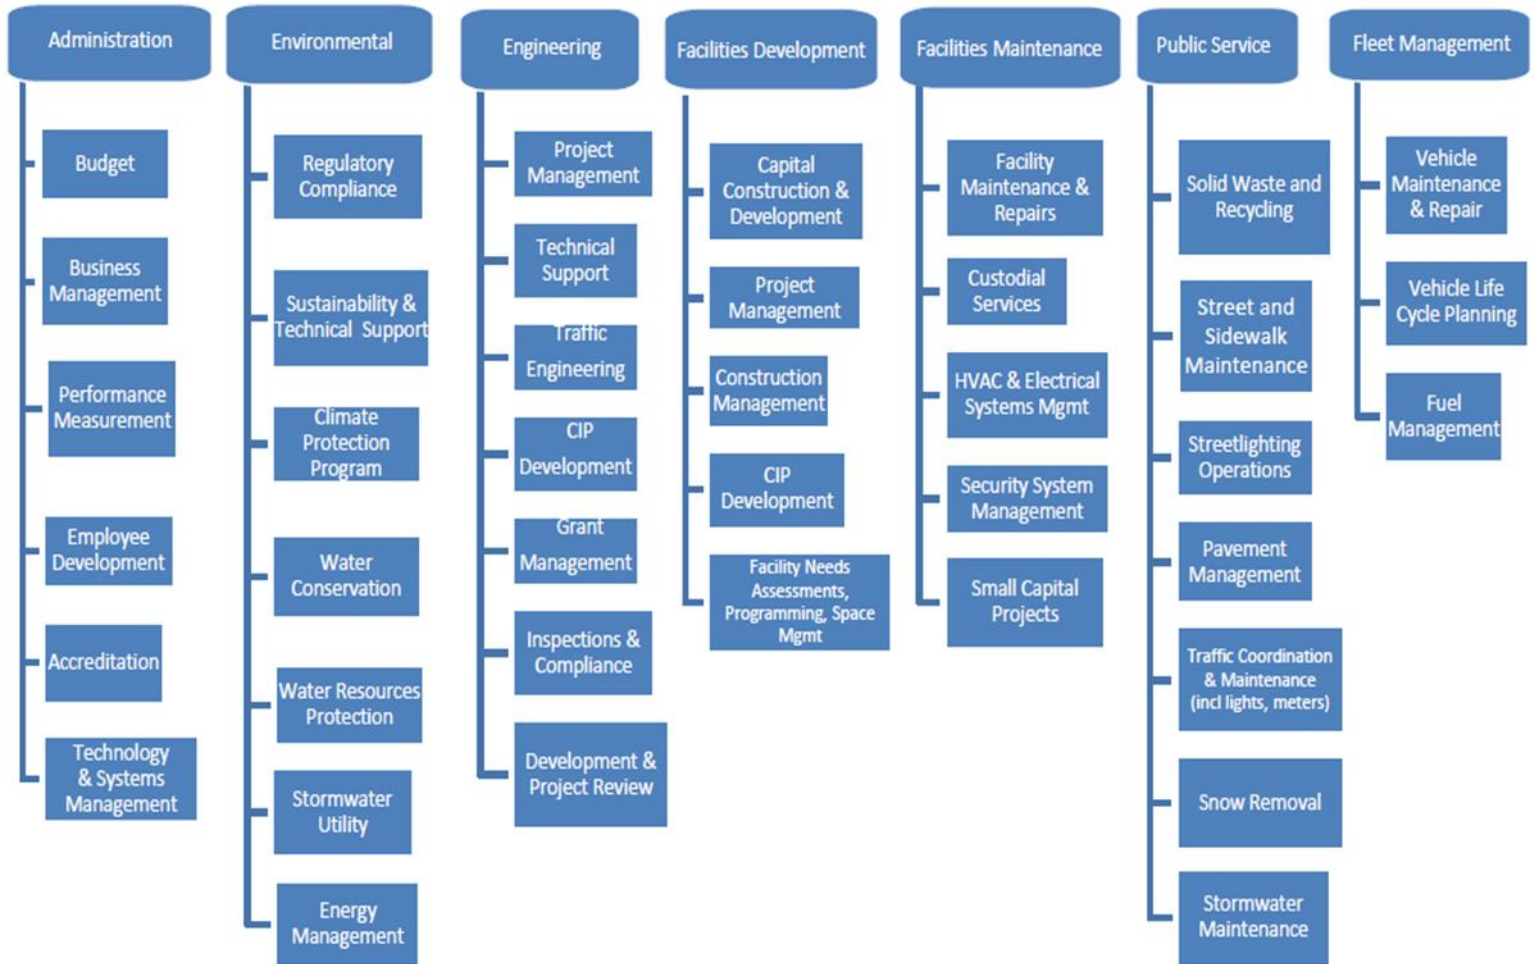 Administration
Budget
Business
Management
Performance
Measurement
Employee
Development
Accreditation
Technology
& Systems
Management
Environmental
Regulatory
Compliance
Sustainability &
Technical Support
Climate
Protection
Program
Water
Conservation
Water Resources
Protection
Stormwater
Utility
Energy
Management
Engineering
Project
Management
Technical
Support
Traffic
Engineering
CIP
Development
Grant
Management
Inspections &
Compliance
Development &
Project Review
Facilities Development
Capital
Construction &
Development
Project
Management
Construction
Management
CIP
Development
Facility Needs
Assessments,
Programming, Space
Mgmt
Facilities Maintenance
Facility
Maintenance &
Repairs
Custodial
Services
HVAC & Electrical
Systems Mgmt
Security System
Management
Small Capital
Projects
Public Service
Solid Waste and
Recycling
Street and
Sidewalk
Maintenance
Streetlighting
Operations
Pavement
Management
Traffic Coordination
& Maintenance
(incl lights, meters)
Snow Removal
Stormwater
Maintenance
Fleet Management
Vehicle
Maintenance
& Repair
Vehicle Life
Cycle Planning
Fuel
Management